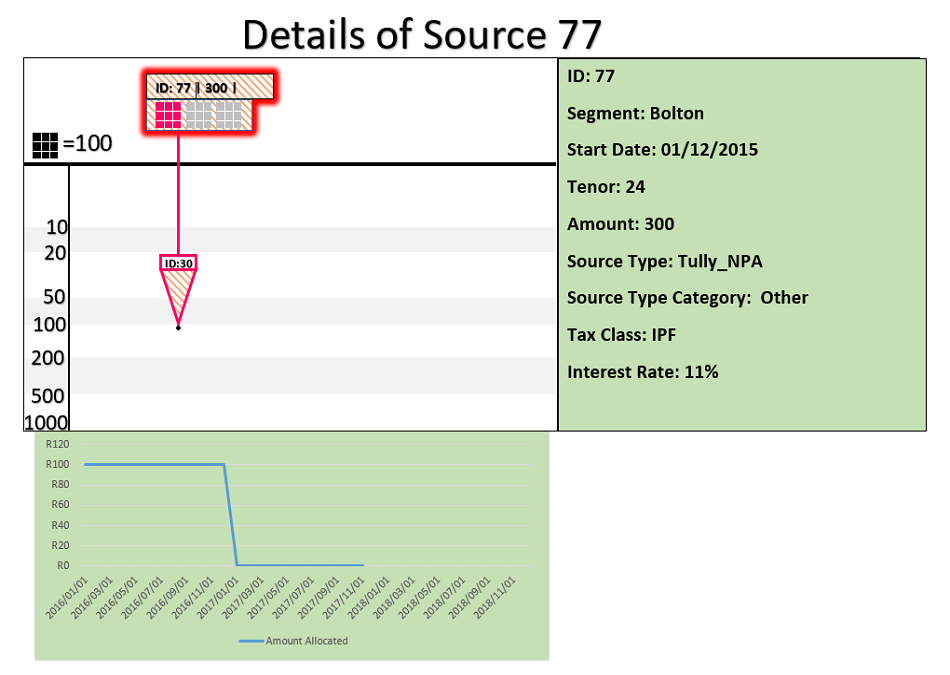 Details of Source 77
ID: 77 | 300 |
=100
ID:30
10
20
50
100
200
500
1000
ID: 77
Segment: Bolton
Start Date: 01/12/2015
Tenor: 24
Amount: 300
Source Type: Tully_NPA
Source Type Category:  Other
Tax Class: IPF
Interest Rate: 11%
R120
R100
R80
R60
R40
R20
R0
2016/01/01
2016/03/01
2016/05/01
2016/07/01
2016/09/01
2016/11/01
2017/01/01
2017/03/01
2017/05/01
2017/07/01
2017/09/01
2017/11/01
2018/01/01
2018/03/01
2018/05/01
2018/07/01
2018/09/01
2018/11/01
Amount Allocated